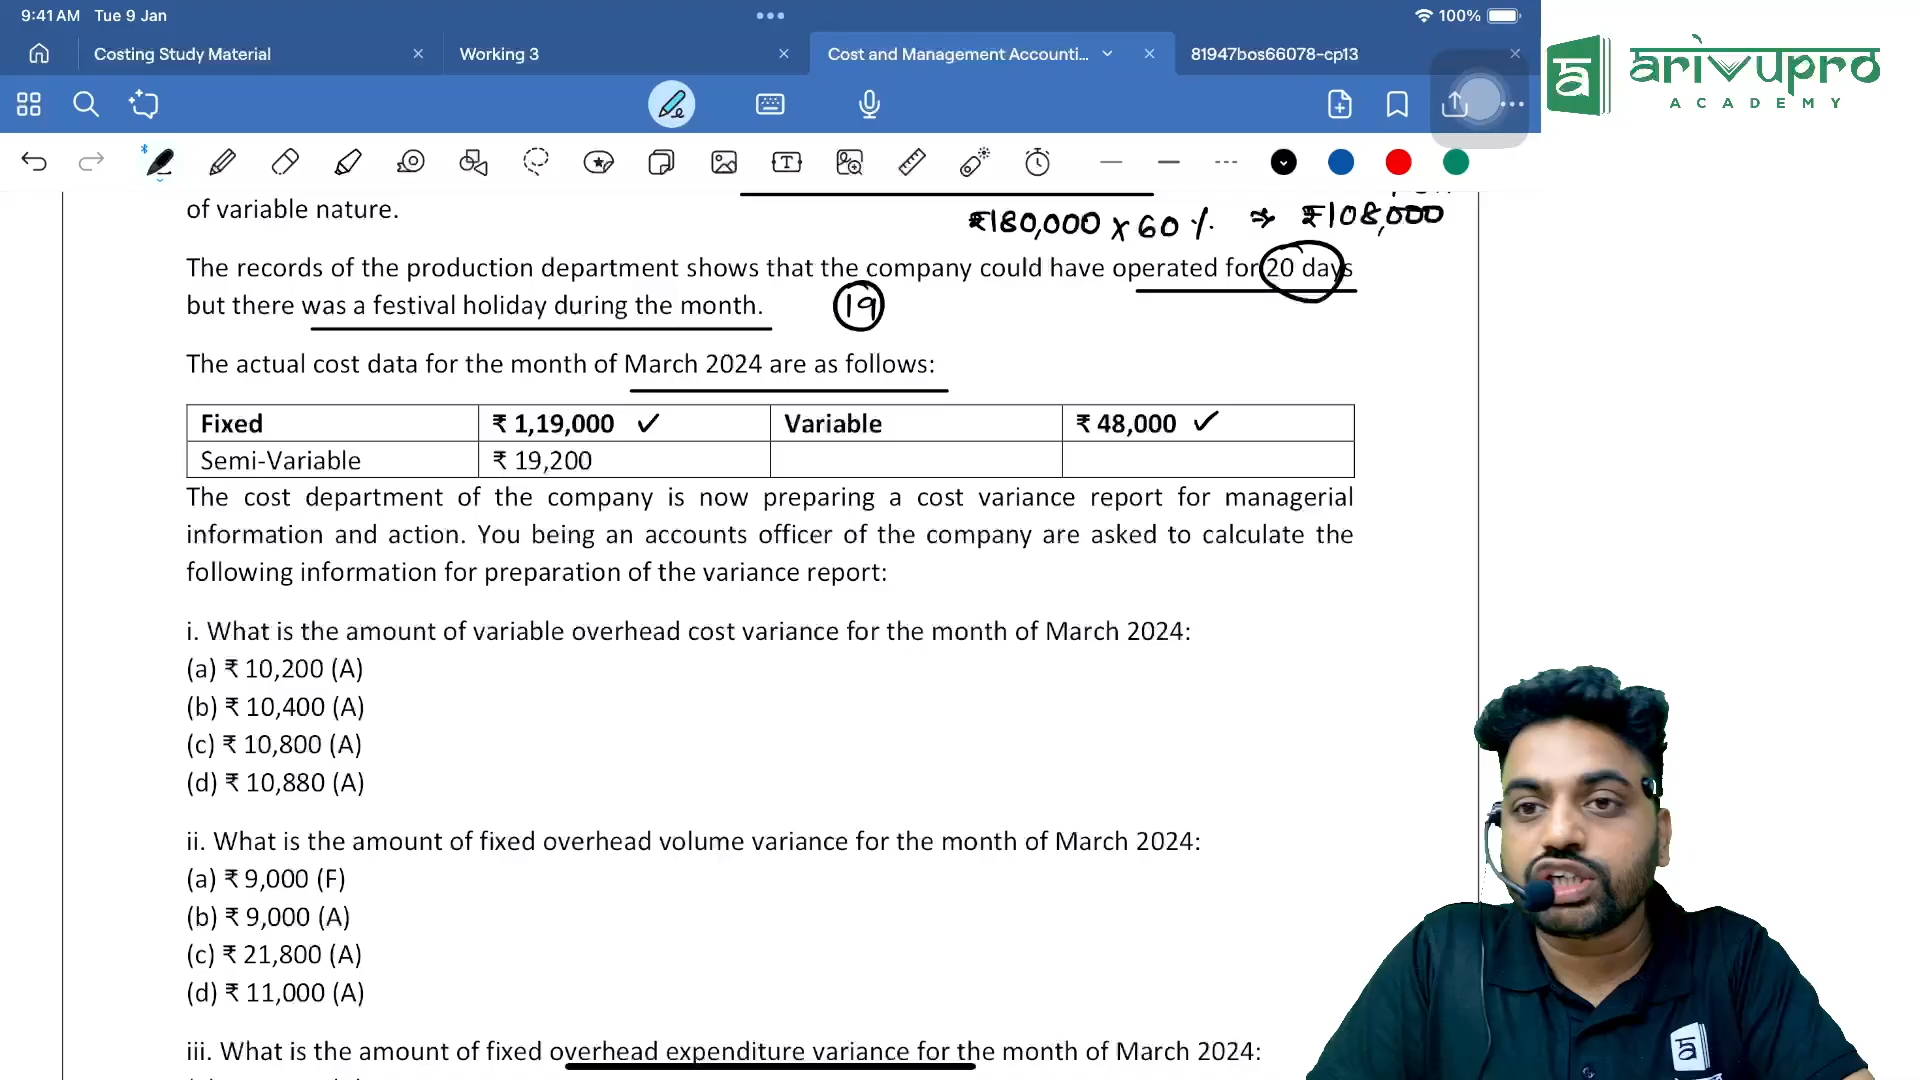 9:41 AM Tue 9 Jan
100%
Costing Study Material
Working 3
Cost and Management Accounti...
81947bos66078-cp13
ā arivupro
ACADEMY
of variable nature.
₹180,000 x 60 % ⇒ ₹108,000
The records of the production department shows that the company could have operated for 20 days
but there was a festival holiday during the month. 19
The actual cost data for the month of March 2024 are as follows:
Fixed ₹ 1,19,000 ✓ Variable ₹ 48,000 ✓
Semi-Variable ₹ 19,200
The cost department of the company is now preparing a cost variance report for managerial
information and action. You being an accounts officer of the company are asked to calculate the
following information for preparation of the variance report:
i. What is the amount of variable overhead cost variance for the month of March 2024:
(a) ₹ 10,200 (A)
(b) ₹ 10,400 (A)
(c) ₹ 10,800 (A)
(d) ₹ 10,880 (A)
ii. What is the amount of fixed overhead volume variance for the month of March 2024:
(a) ₹ 9,000 (F)
(b) ₹ 9,000 (A)
(c) ₹ 21,800 (A)
(d) ₹ 11,000 (A)
iii. What is the amount of fixed overhead expenditure variance for the month of March 2024: